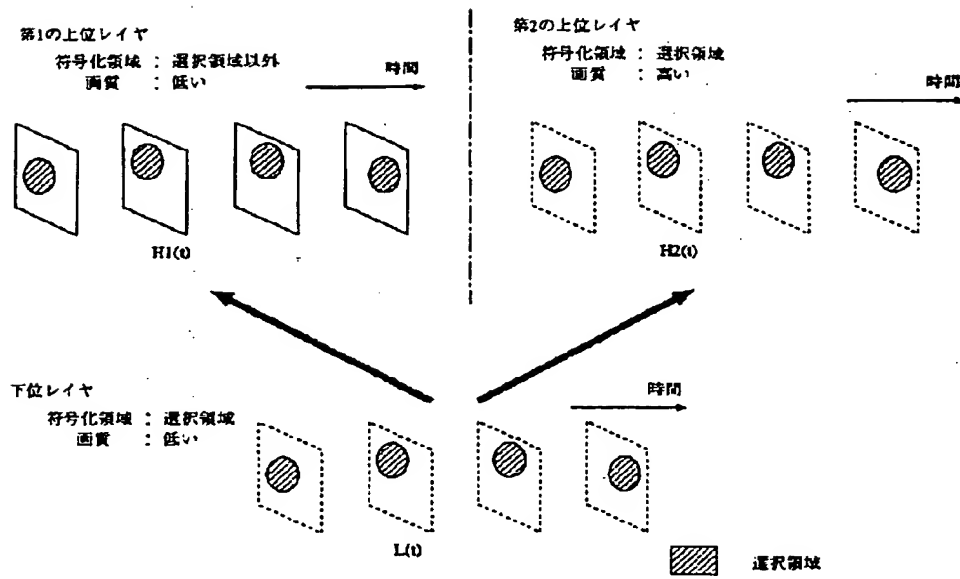 第1の上位レイヤ
符号化領域 : 選択領域以外
画質 : 低い
時間
H1(t)
第2の上位レイヤ
符号化領域 : 選択領域
画質 : 高い
時間
H2(t)
下位レイヤ
符号化領域 : 選択領域
画質 : 低い
時間
L(t)
選択領域